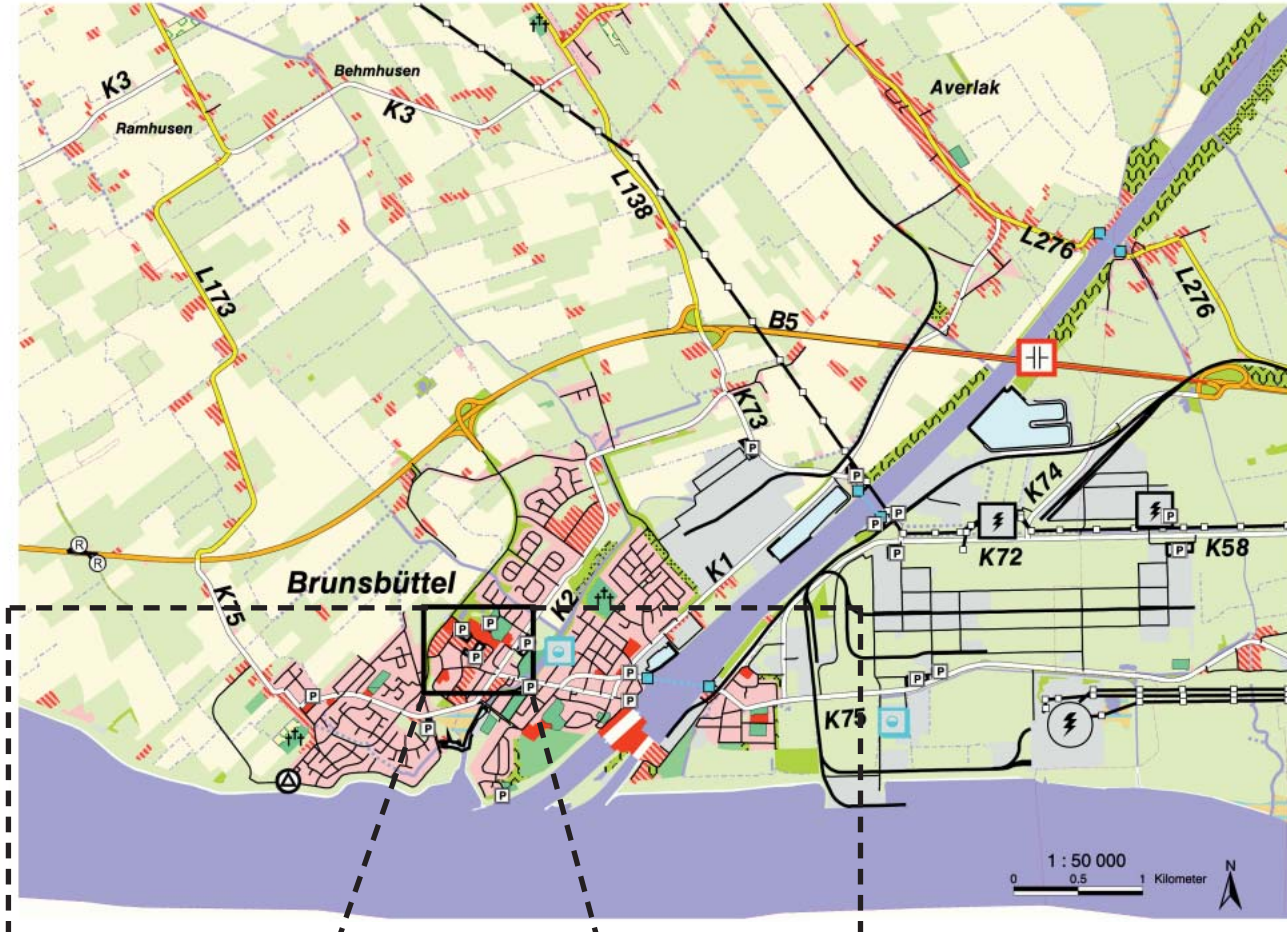 Behmhusen
K3
K3
Ramhusen
Averlak
L138
L276
L276
L173
B5
K73
P
P
K74
P
P
P
R
R
K1
K72
K58
P
P
Brunsbüttel
K75
K2
P
P
P
P
P
P
P
P
P
P
P
K75
P
P
1 : 50 000
0 0.5 1 Kilometer
N